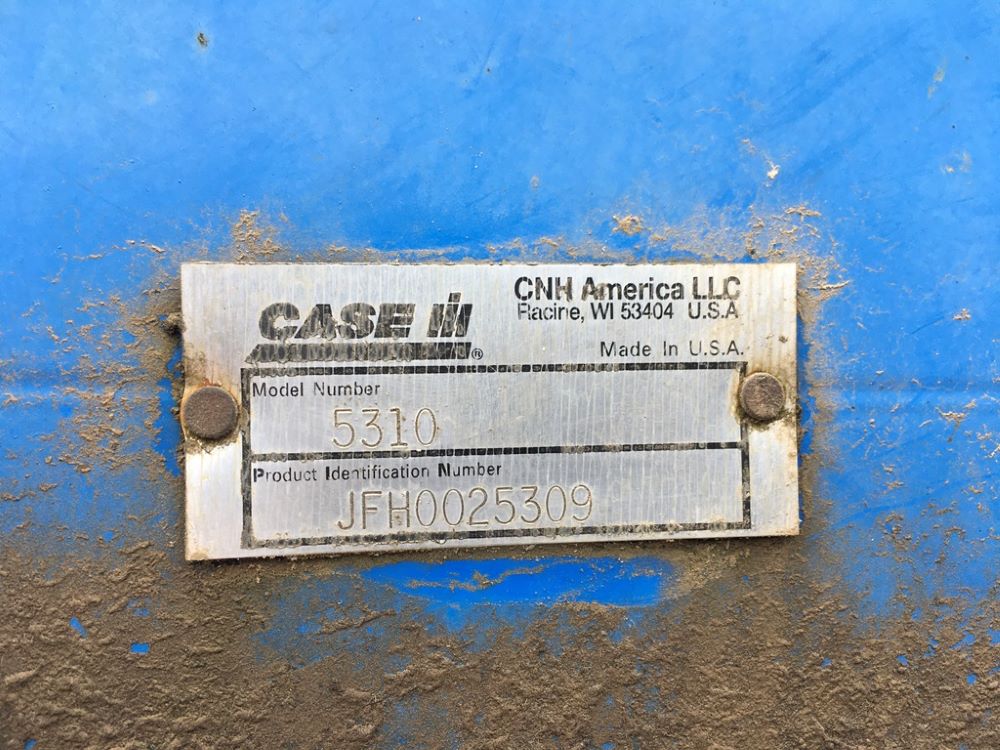 CASE IH ®
CNH America LLC
Racine, WI 53404 U.S.A.
Made In U.S.A.
Model Number
5310
Product Identification Number
JFH0025309